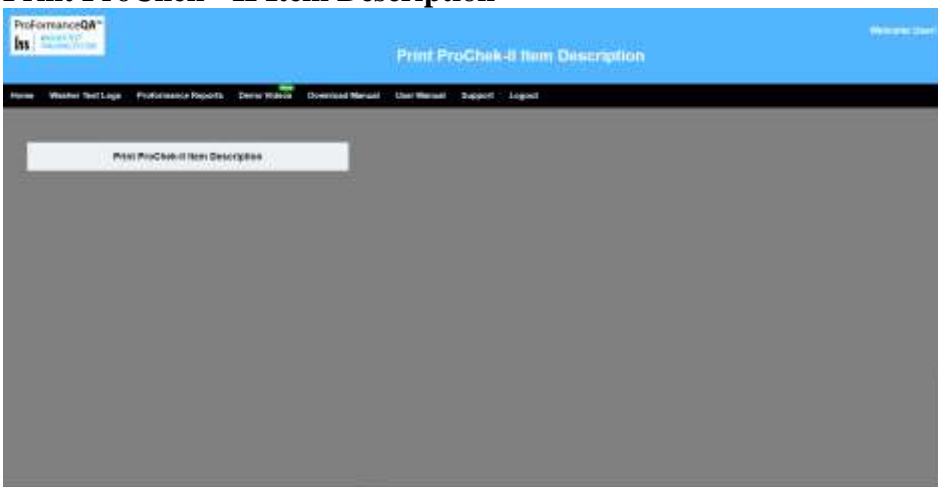 Print ProChek - II Item Description
ProFormanceQA™
Welcome User!
Print ProChek-II Item Description
Home Washer Test Logs Proformance Reports Demo Videos Download Manual User Manual Support Logout
Print ProChek-II Item Description